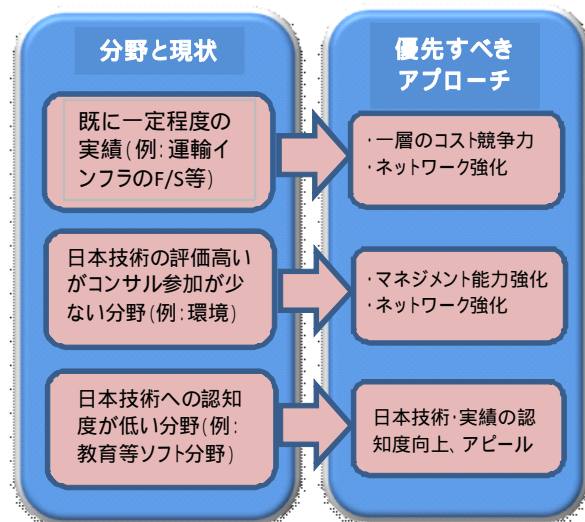 分野と現状
優先すべき
アプローチ
既に一定程度の
実績(例:運輸イ
ンフラのF/S等)
・一層のコスト競争力
・ネットワーク強化
日本技術の評価高い
がコンサル参加が少
ない分野(例:環境)
・マネジメント能力強化
・ネットワーク強化
日本技術への認知
度が低い分野(例:
教育等ソフト分野)
日本技術・実績の認
知度向上、アピール